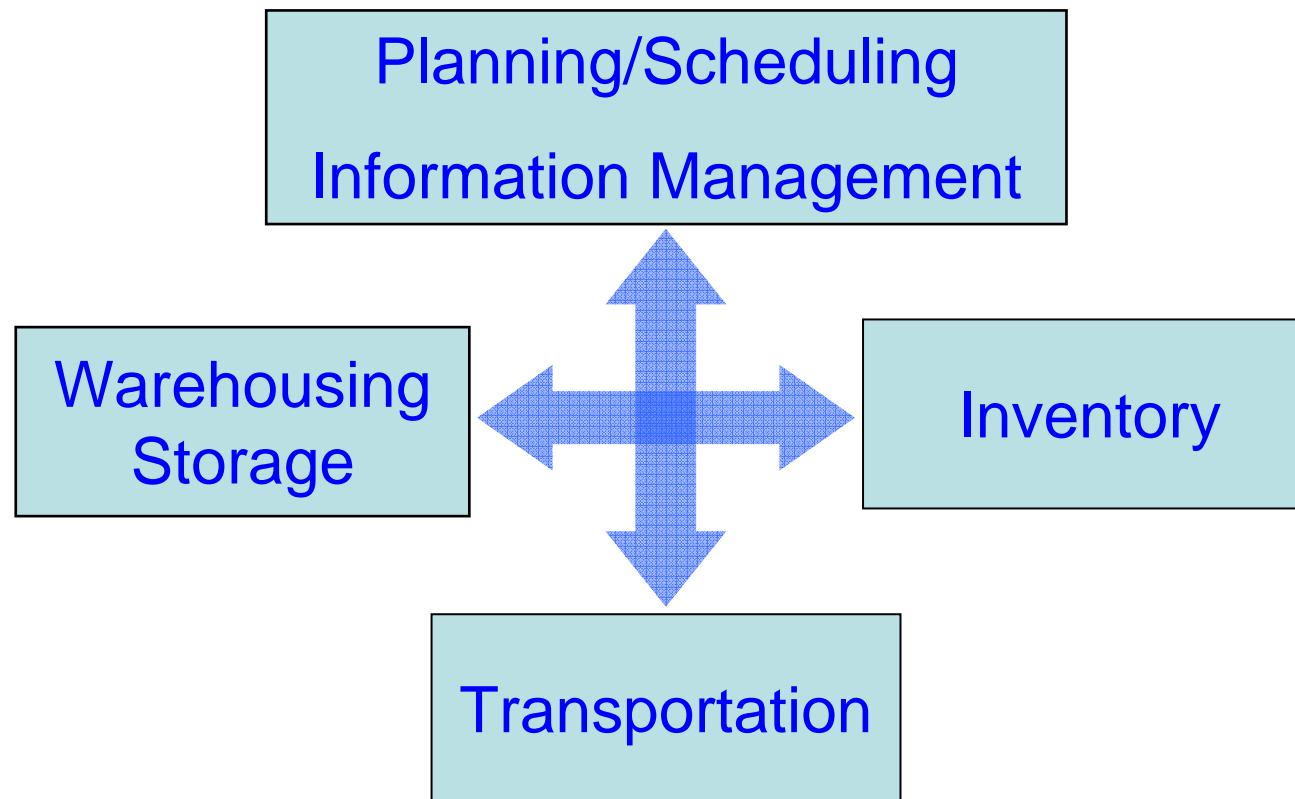 Planning/Scheduling
Information Management
Warehousing
Storage
Inventory
Transportation